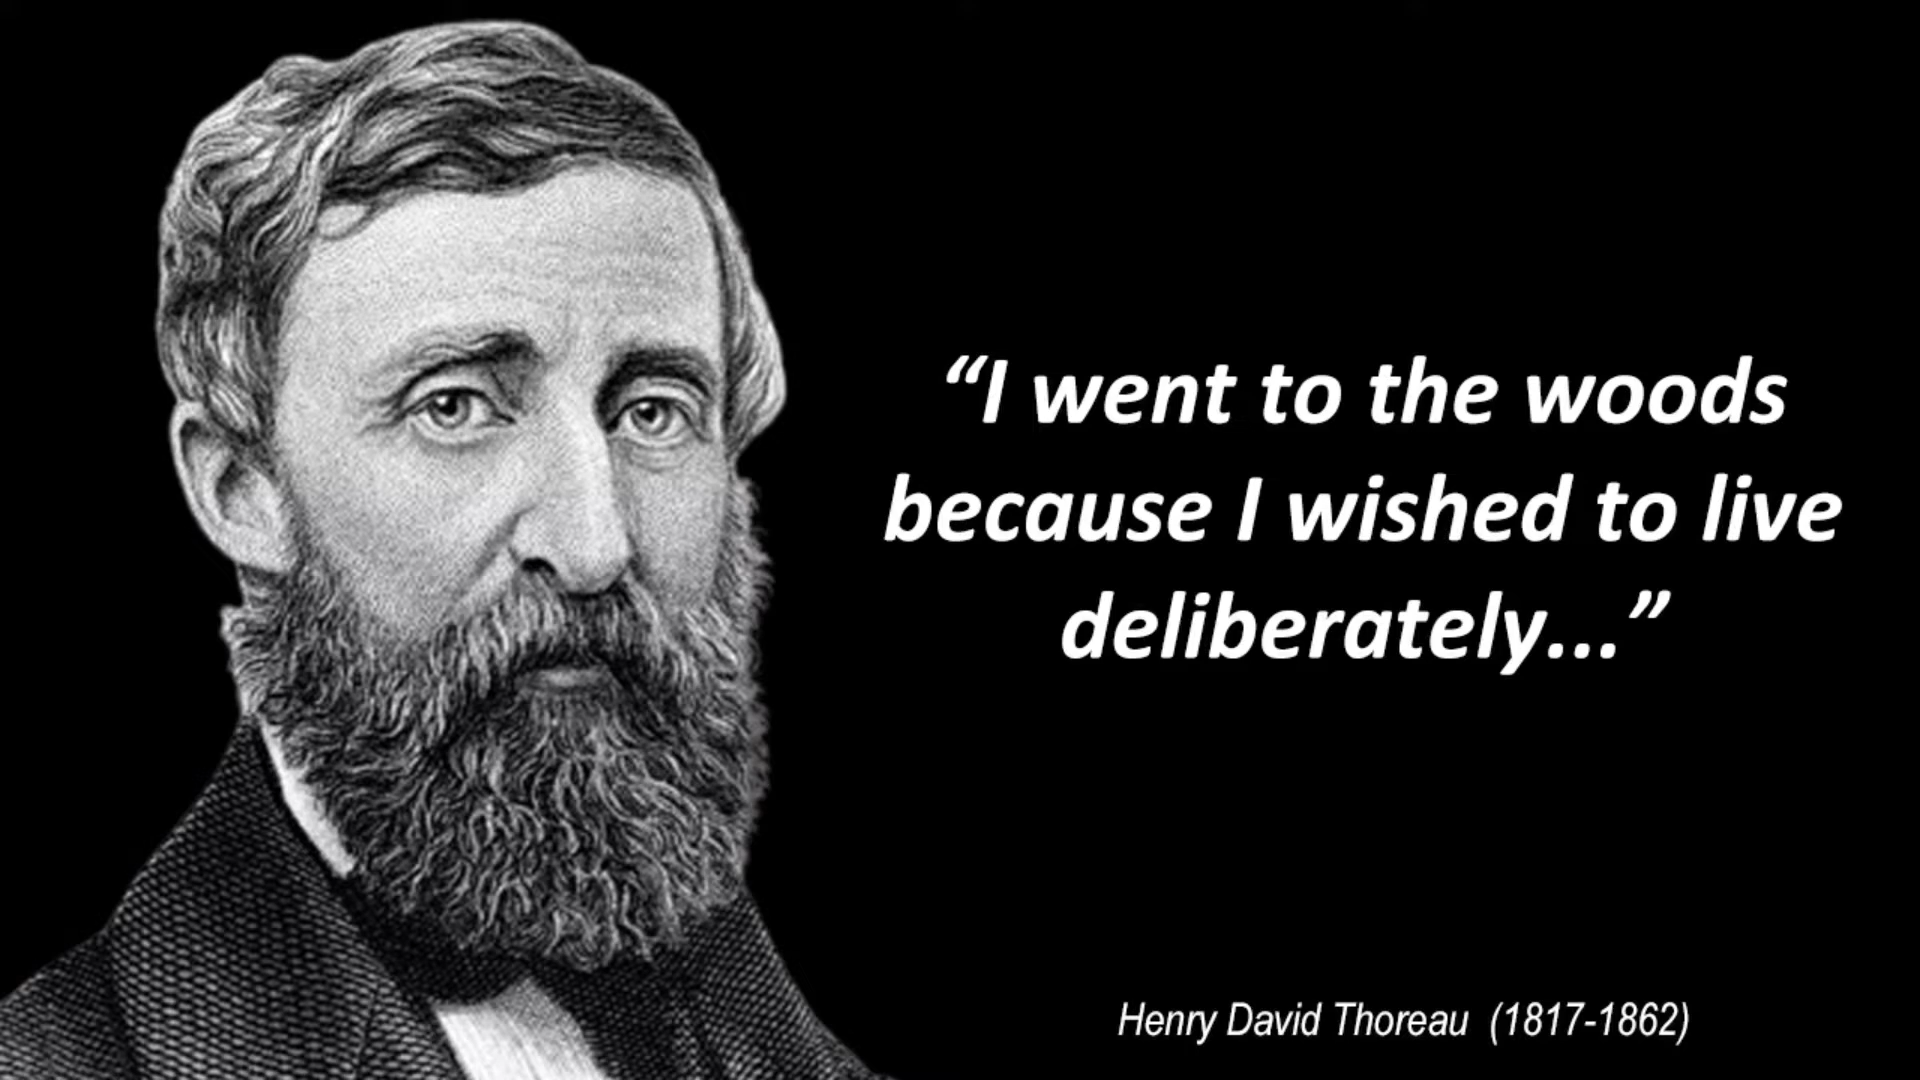 “I went to the woods
because I wished to live
deliberately...”
Henry David Thoreau (1817-1862)